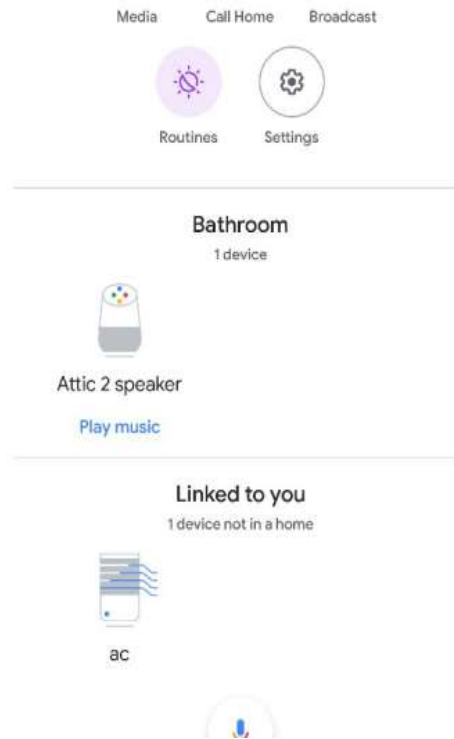 Media Call Home Broadcast
Routines Settings
Bathroom
1 device
Attic 2 speaker
Play music
Linked to you
1 device not in a home
ac